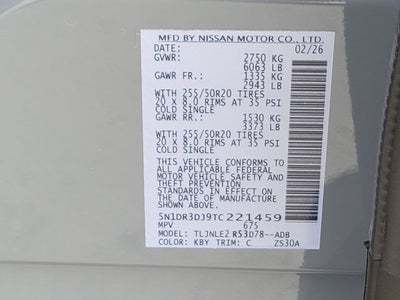 MFD BY NISSAN MOTOR CO., LTD.
DATE: 02/26
GVWR: 2750 KG
6063 LB
GAWR FR.: 1335 KG
2943 LB
WITH 255/50R20 TIRES
20 x 8.0 RIMS AT 35 PSI
COLD SINGLE
GAWR RR.: 1530 KG
3373 LB
WITH 255/50R20 TIRES
20 x 8.0 RIMS AT 35 PSI
COLD SINGLE
THIS VEHICLE CONFORMS TO
ALL APPLICABLE FEDERAL
MOTOR VEHICLE SAFETY
AND THEFT PREVENTION
STANDARDS IN EFFECT ON
THE DATE OF MANUFACTURE
SHOWN ABOVE.
5N1DR3DJ9TC221459
MPV 675
MODEL: TLJNLE2 R53D78--ADB
COLOR: KBY TRIM: C ZS30A